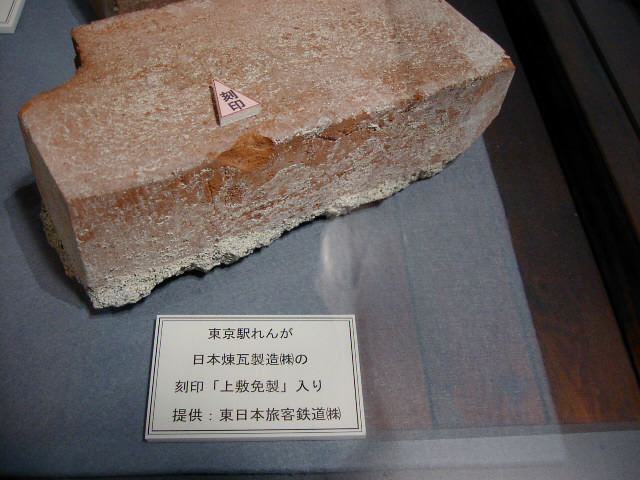 刻印
東京駅れんが
日本煉瓦製造㈱の
刻印「上敷免製」入り
提供：東日本旅客鉄道㈱